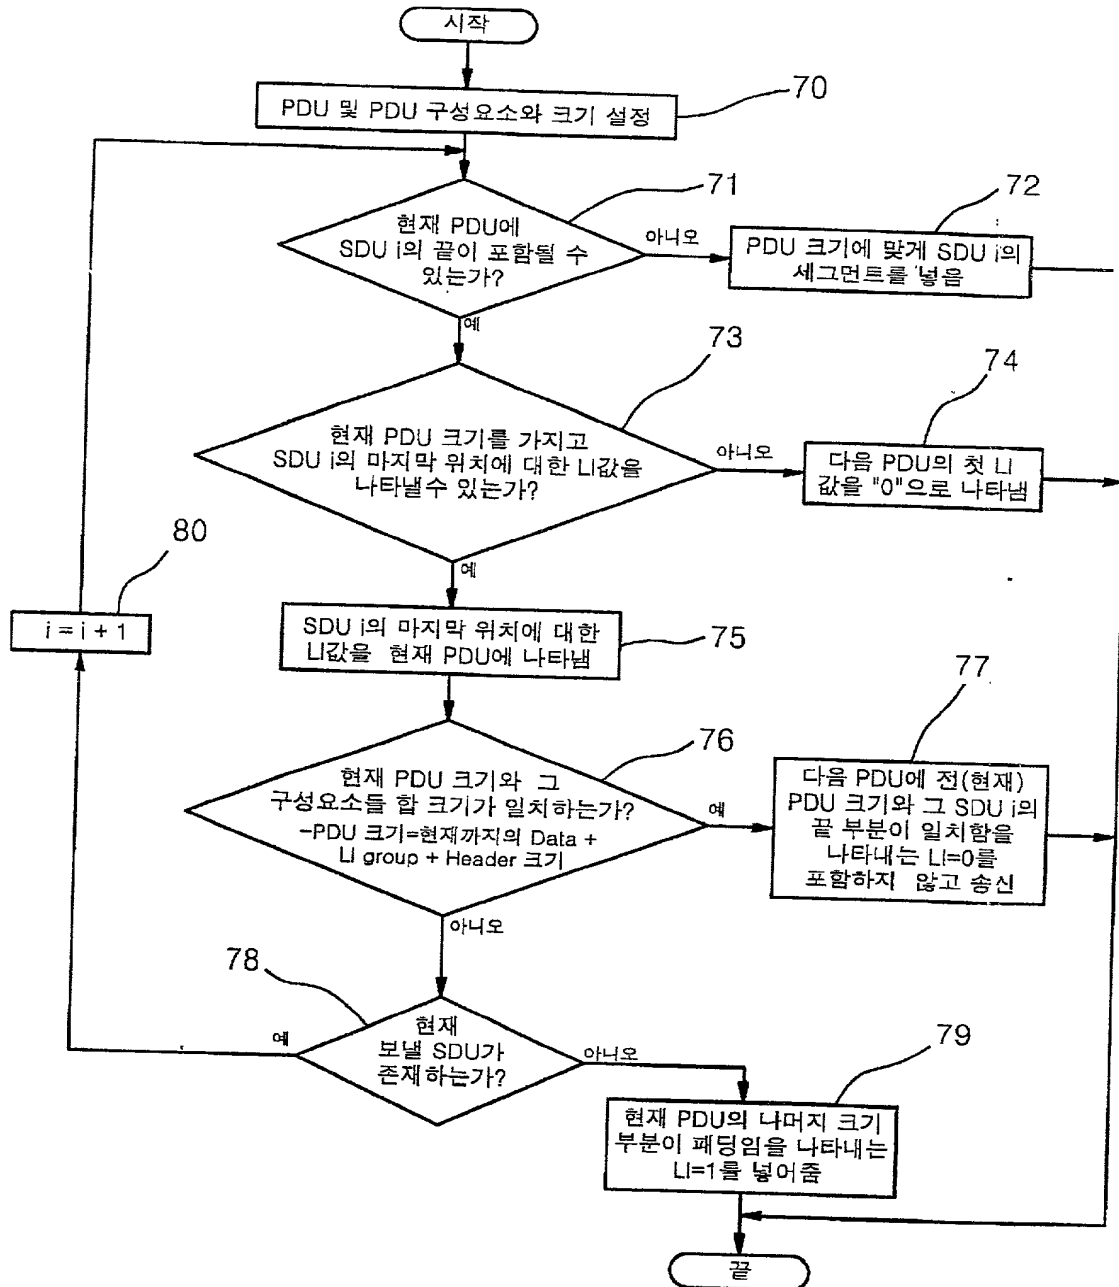 시작
70
PDU 및 PDU 구성요소와 크기 설정
71
현재 PDU에
SDU i의 끝이 포함될 수
있는가?
아니오
72
PDU 크기에 맞게 SDU i의
세그먼트를 넣음
예
73
현재 PDU 크기를 가지고
SDU i의 마지막 위치에 대한 LI값을
나타낼수 있는가?
아니오
74
다음 PDU의 첫 LI
값을 "0"으로 나타냄
예
80
i = i + 1
75
SDU i의 마지막 위치에 대한
LI값을 현재 PDU에 나타냄
76
현재 PDU 크기와 그
구성요소들 합 크기가 일치하는가?
-PDU 크기=현재까지의 Data +
LI group + Header 크기
예
77
다음 PDU에 전(현재)
PDU 크기와 그 SDU i의
끝 부분이 일치함을
나타내는 LI=0를
포함하지 않고 송신
아니오
78
현재
보낼 SDU가
존재하는가?
예
아니오
79
현재 PDU의 나머지 크기
부분이 패딩임을 나타내는
LI=1를 넣어줌
끝